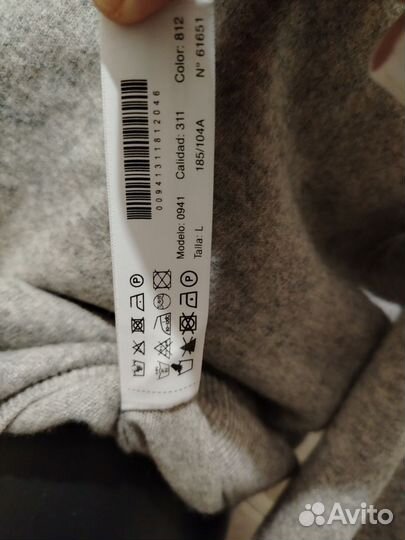 00941311812046
Modelo: 0941 Calidad: 311 Color: 812
Talla: L 185/104A Nº 61651
P
P
Avito